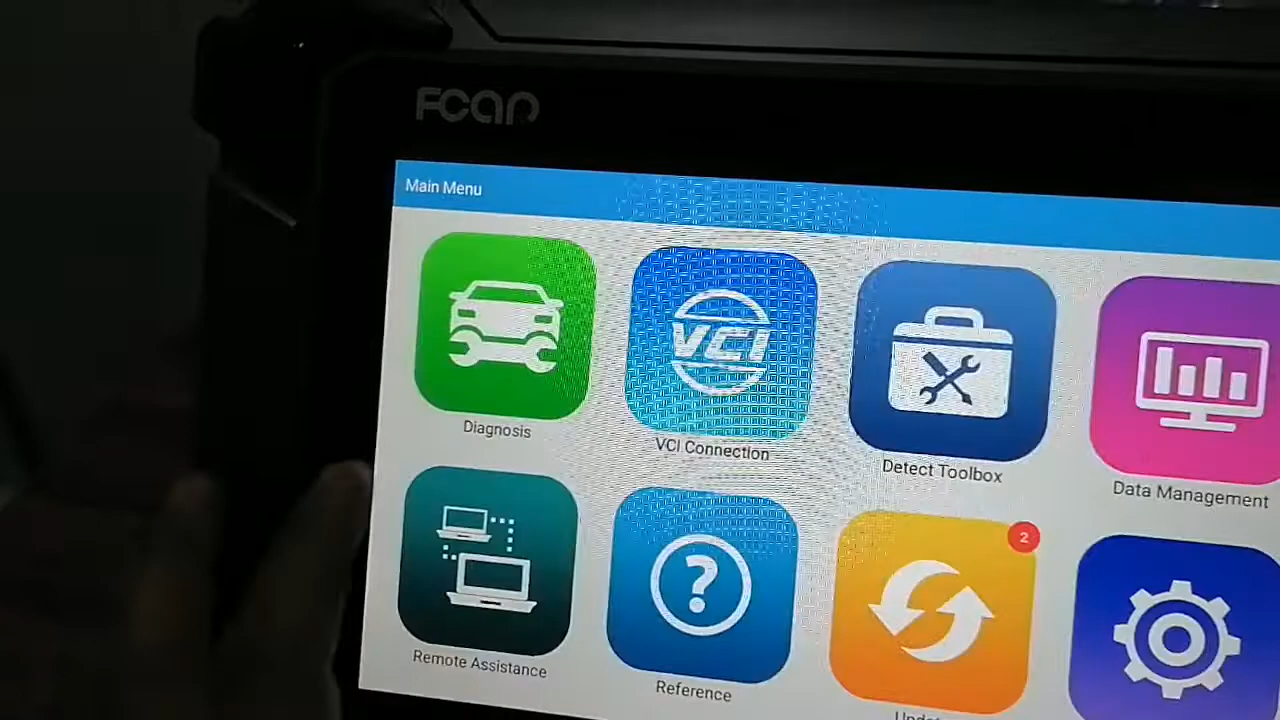 Fcar
Main Menu
VCI
Diagnosis
VCI Connection
Detect Toolbox
Data Management
2
?
Remote Assistance
Reference